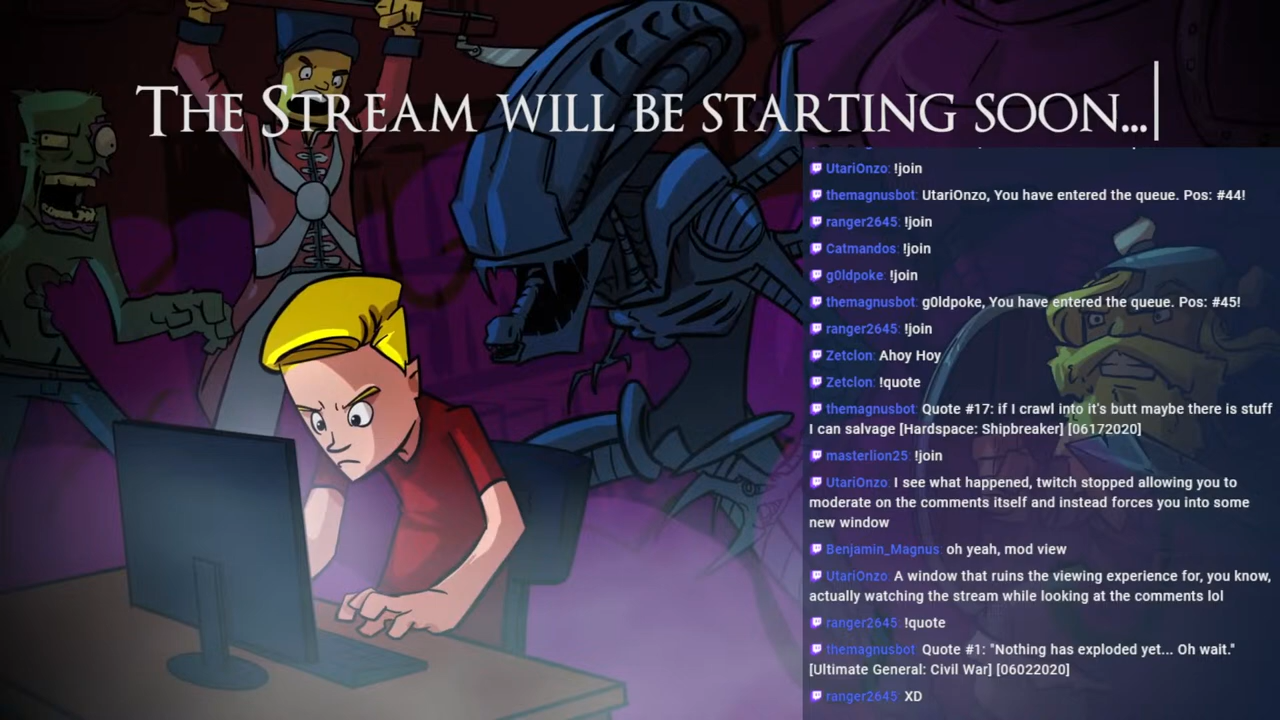 The Stream will be starting soon...
UtariOnzo: !join
themagnusbot: UtariOnzo, You have entered the queue. Pos: #44!
ranger2645: !join
Catmandos: !join
g0ldpoke: !join
themagnusbot: g0ldpoke, You have entered the queue. Pos: #45!
ranger2645: !join
Zetclon: Ahoy Hoy
Zetclon: !quote
themagnusbot: Quote #17: if I crawl into it's butt maybe there is stuff
I can salvage [Hardspace: Shipbreaker] [06172020]
masterlion25: !join
UtariOnzo: I see what happened, twitch stopped allowing you to
moderate on the comments itself and instead forces you into some
new window
Benjamin_Magnus: oh yeah, mod view
UtariOnzo: A window that ruins the viewing experience for, you know,
actually watching the stream while looking at the comments lol
ranger2645: !quote
themagnusbot: Quote #1: "Nothing has exploded yet... Oh wait."
[Ultimate General: Civil War] [06022020]
ranger2645: XD